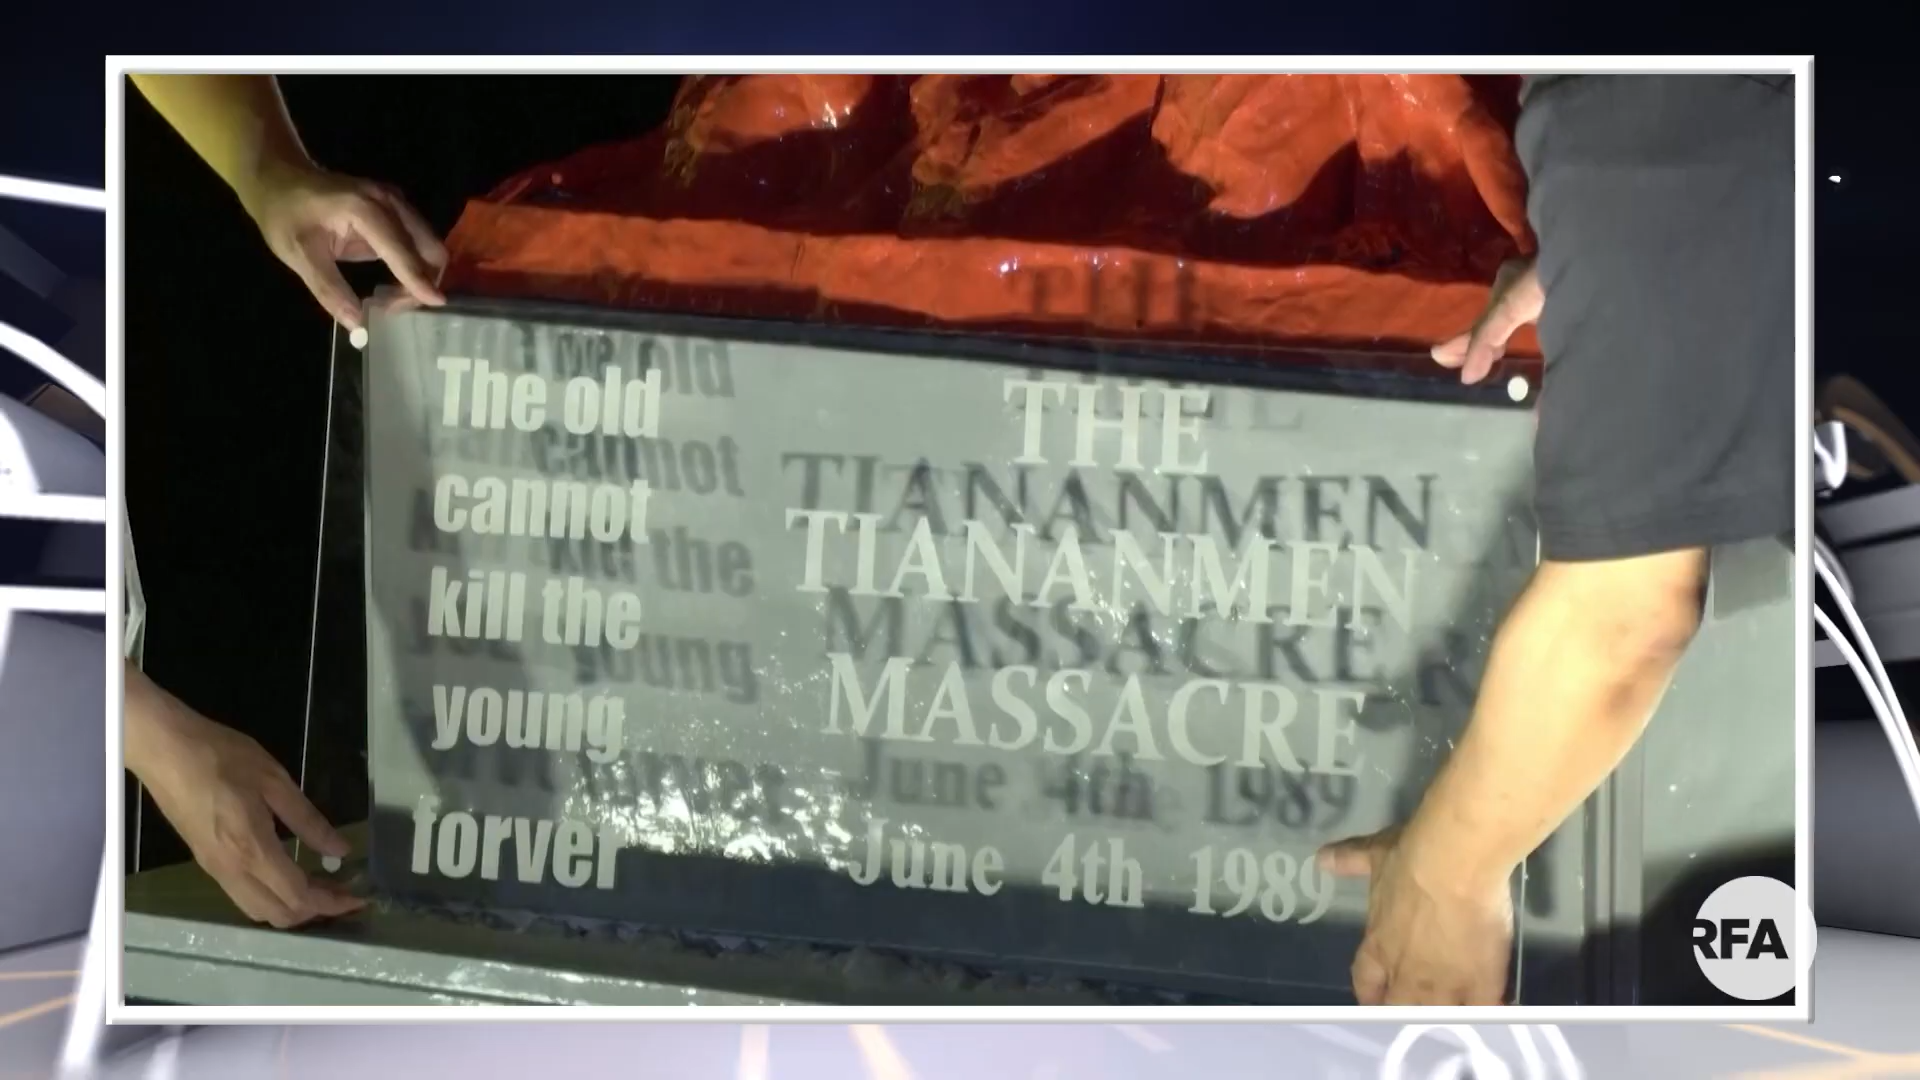 The old
cannot
kill the
young
forver
THE
TIANANMEN
MASSACRE
June 4th 1989
RFA